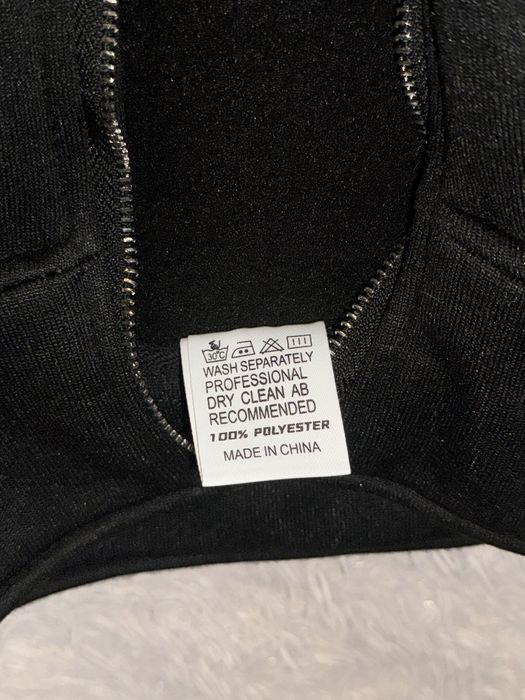 30°C
WASH SEPARATELY
PROFESSIONAL
DRY CLEAN AB
RECOMMENDED
100% POLYESTER
MADE IN CHINA